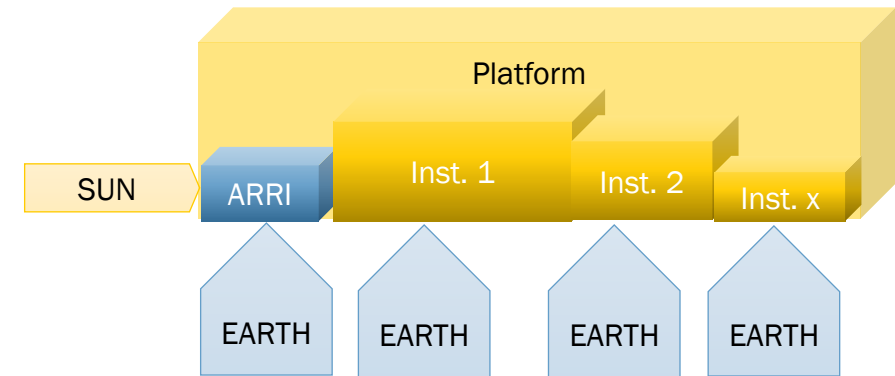 Platform
SUN
ARRI
Inst. 1
Inst. 2
Inst. x
EARTH
EARTH
EARTH
EARTH